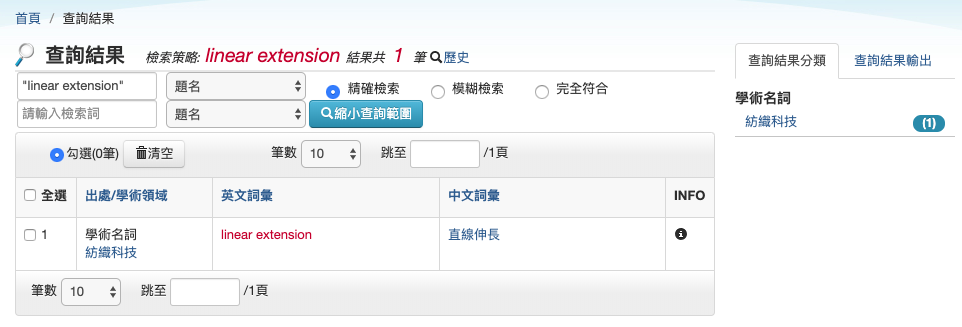 首頁 / 查詢結果
查詢結果 檢索策略: linear extension 結果共 1 筆 歷史
"linear extension" 題名 精確檢索 模糊檢索 完全符合
請輸入檢索詞 題名 縮小查詢範圍
勾選(0筆) 清空 筆數 10 跳至 /1頁
全選 出處/學術領域 英文詞彙 中文詞彙 INFO
1 學術名詞 linear extension 直線伸長
紡織科技
筆數 10 跳至 /1頁
查詢結果分類 查詢結果輸出
學術名詞
紡織科技 (1)